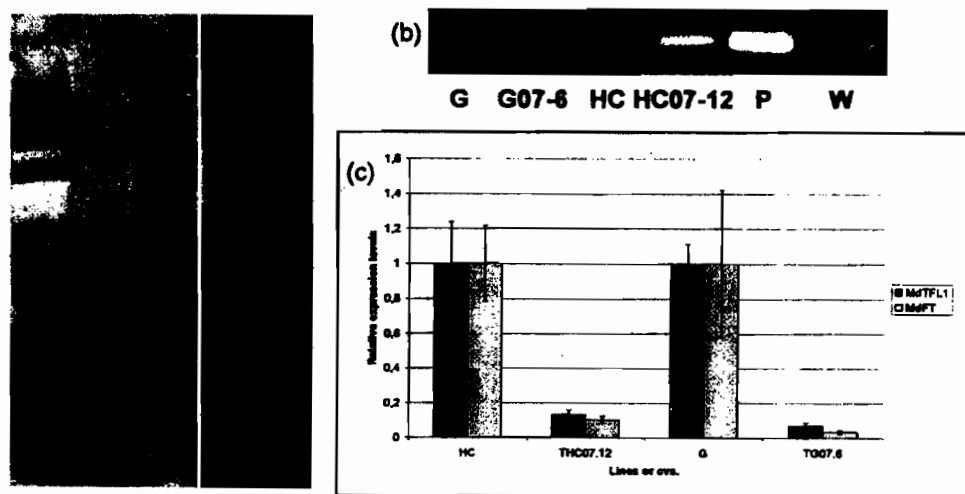 (b)
G G07-6 HC HC07-12 P W
(c)
1,6
1,4
1,2
1
0,8
0,6
0,4
0,2
0
Relative expression levels
HC THC07.12 G TG07.6
Lines or cvs.
MdTFL1
MdFT